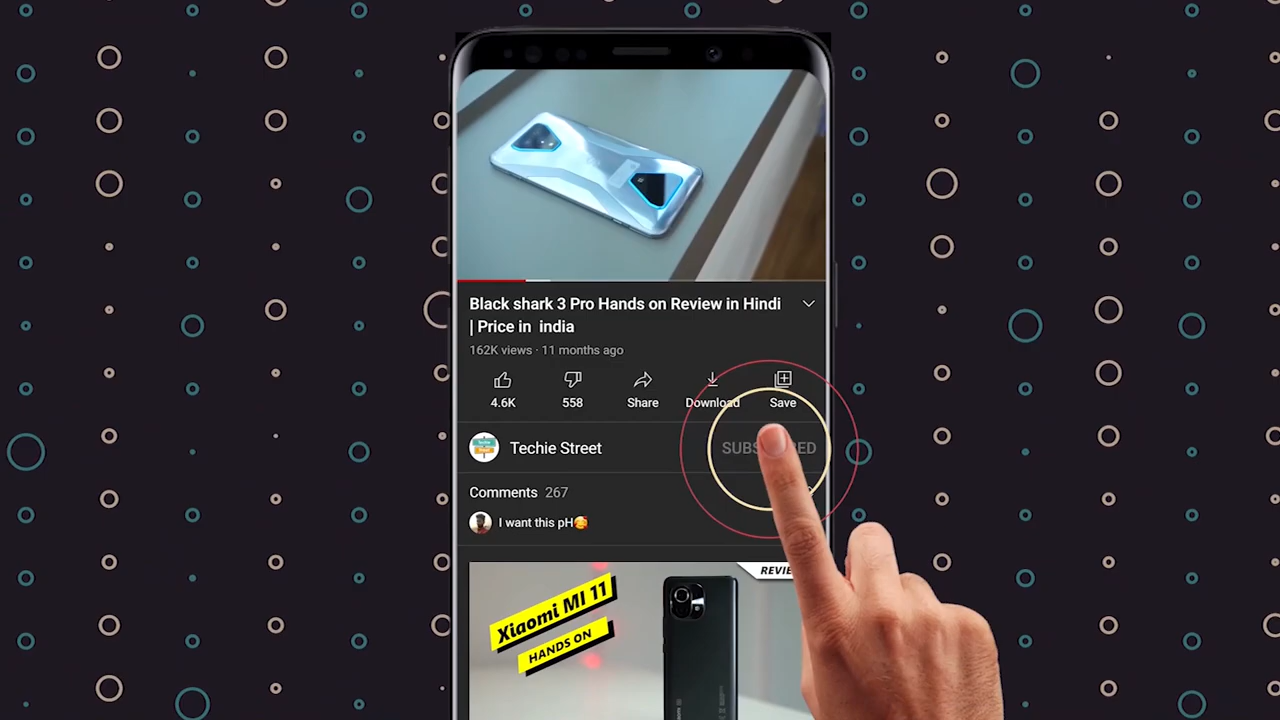 Black shark 3 Pro Hands on Review in Hindi
| Price in india
162K views · 11 months ago
4.6K
558
Share
Download
Save
Techie Street
Comments 267
I want this pH🥰
Xiaomi MI 11
HANDS ON